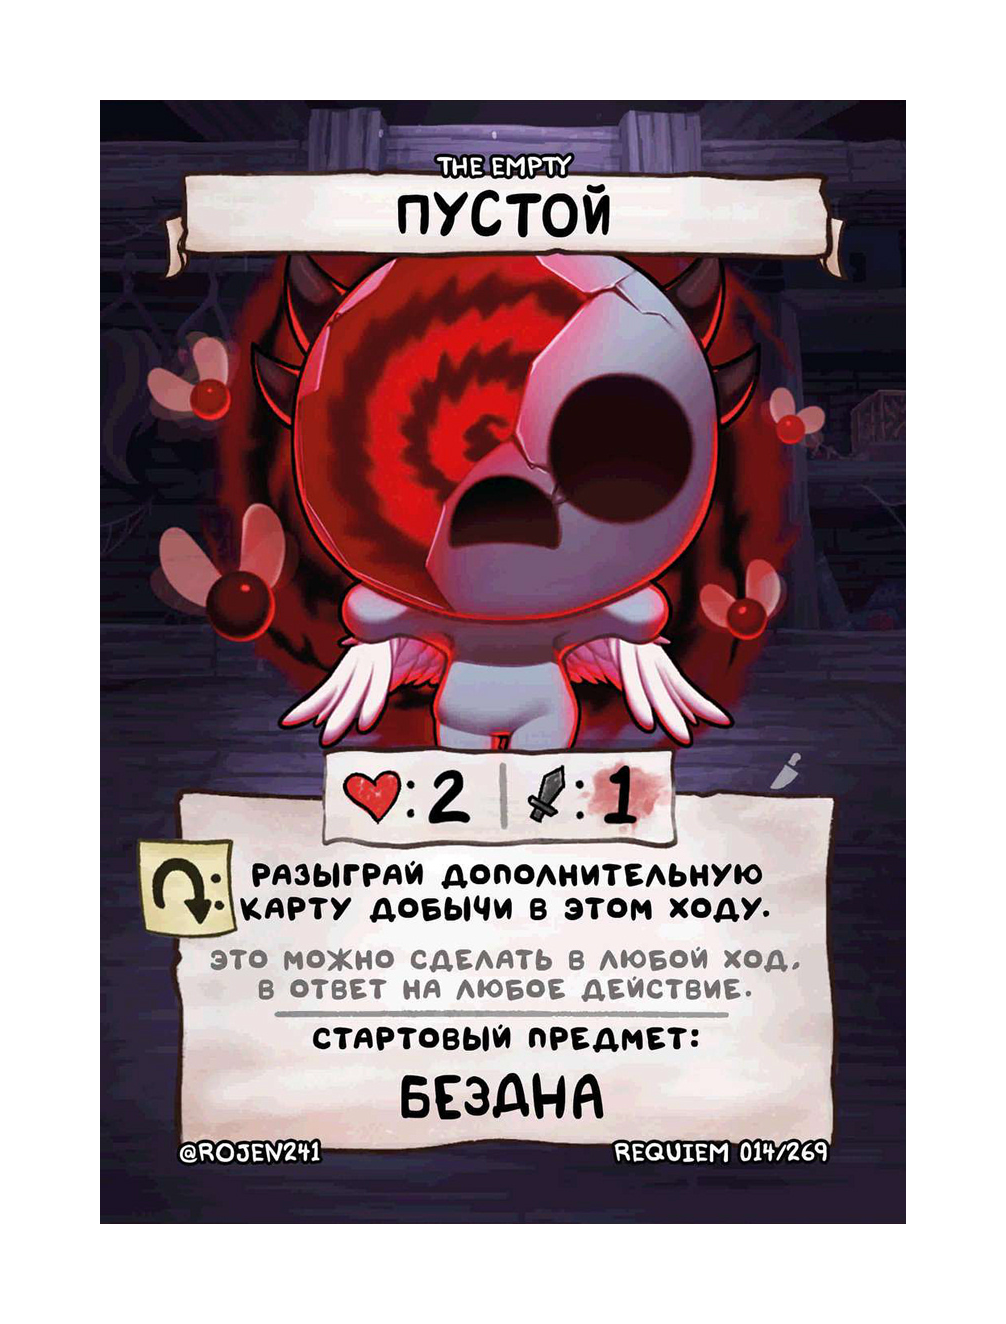 THE EMPTY
ПУСТОЙ
:2 | :1
РАЗЫГРАЙ ДОПОЛНИТЕЛЬНУЮ
КАРТУ ДОБЫЧИ В ЭТОМ ХОДУ.
ЭТО МОЖНО СДЕЛАТЬ В ЛЮБОЙ ХОД,
В ОТВЕТ НА ЛЮБОЕ ДЕЙСТВИЕ.
СТАРТОВЫЙ ПРЕДМЕТ:
БЕЗДНА
@ROJEN241
REQUIEM 014/269